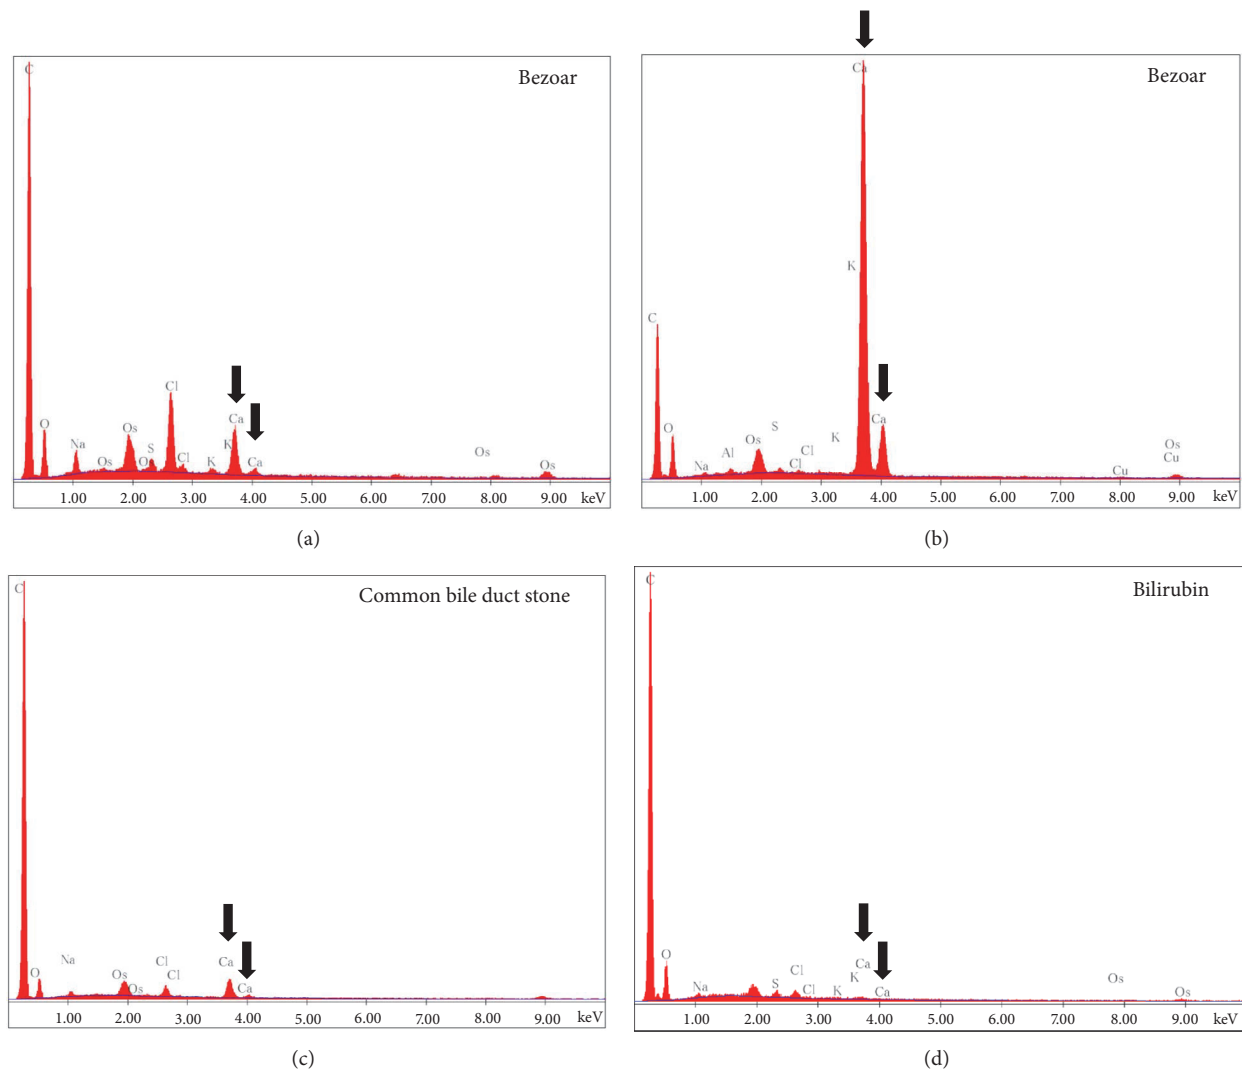 C
Bezoar
O
Na
Os
Os
O
S
Cl
Cl
K
K
Ca
Ca
Os
Os
1.00 2.00 3.00 4.00 5.00 6.00 7.00 8.00 9.00 keV
(a)
Ca
Bezoar
K
C
O
Na
Al
Os
S
Cl
Cl
K
Ca
Cu
Os
Cu
1.00 2.00 3.00 4.00 5.00 6.00 7.00 8.00 9.00 keV
(b)
C
Common bile duct stone
O
Na
Os
Os
Cl
Cl
Ca
Ca
1.00 2.00 3.00 4.00 5.00 6.00 7.00 8.00 9.00 keV
(c)
C
Bilirubin
O
Na
S
Cl
Cl
K
K
Ca
Ca
Os
Os
1.00 2.00 3.00 4.00 5.00 6.00 7.00 8.00 9.00 keV
(d)